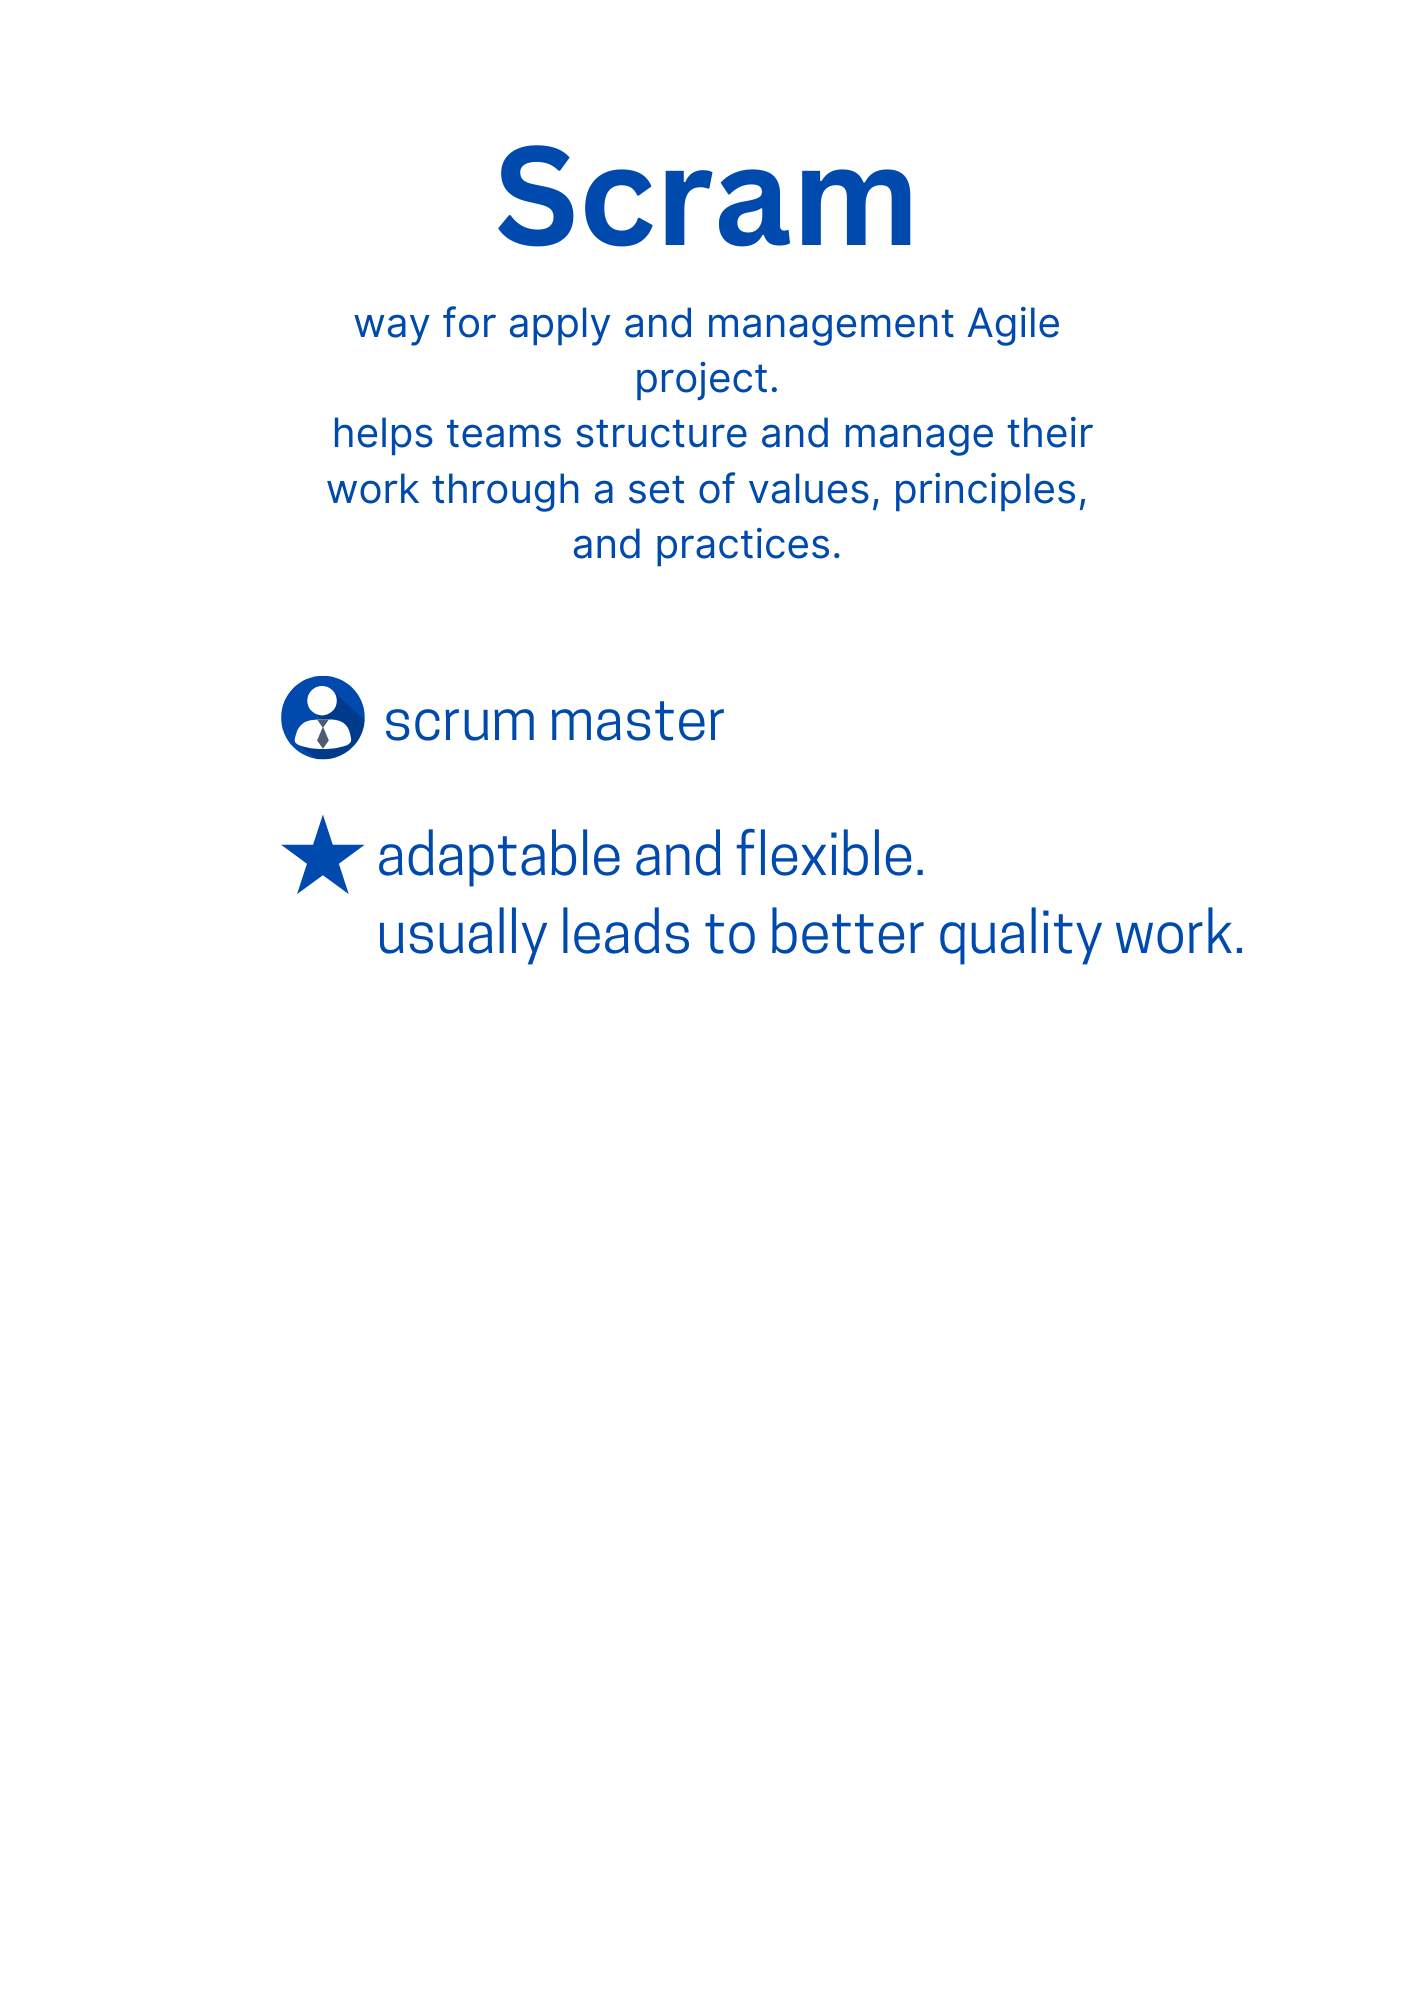 Scram
way for apply and management Agile
project.
helps teams structure and manage their
work through a set of values, principles,
and practices.
scrum master
adaptable and flexible.
usually leads to better quality work.